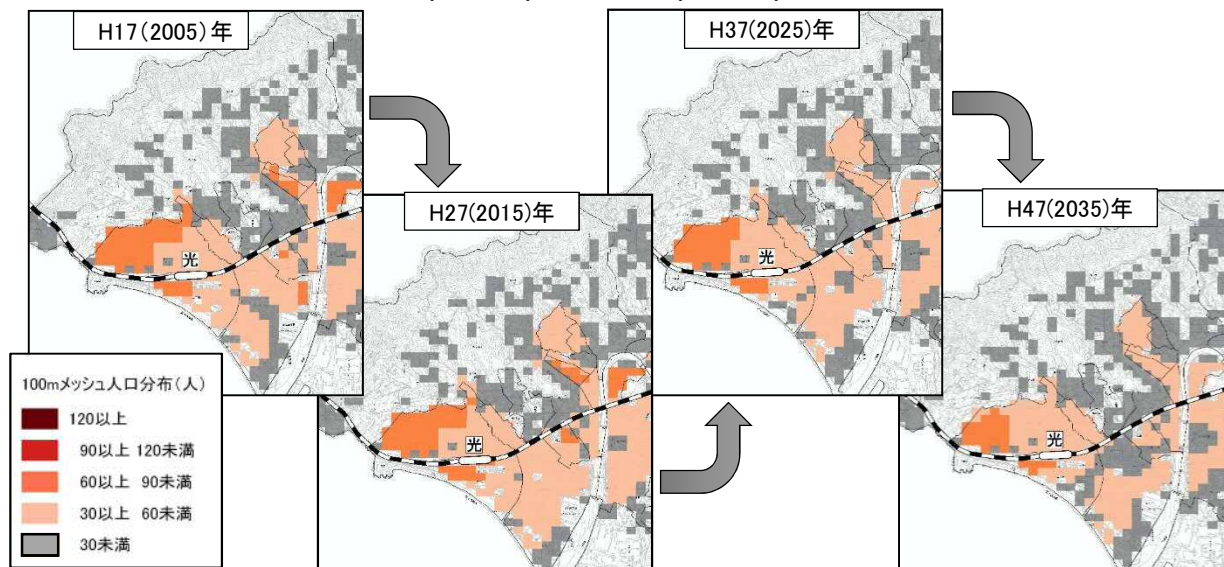 H17(2005)年
H37(2025)年
H27(2015)年
H47(2035)年
光
光
光
光
100mメッシュ人口分布(人)
120以上
90以上 120未満
60以上 90未満
30以上 60未満
30未満